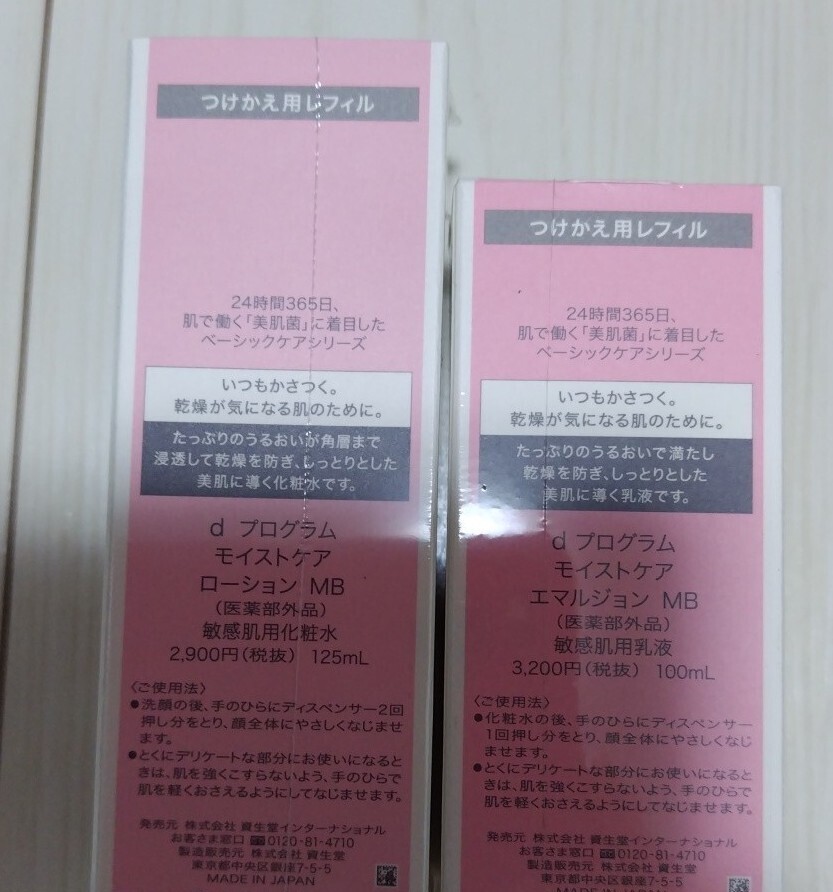 つけかえ用レフィル
24時間365日、
肌で働く「美肌菌」に着目した
ベーシックケアシリーズ
いつもかさつく。
乾燥が気になる肌のために。
たっぷりのうるおいが角層まで
浸透して乾燥を防ぎ、しっとりとした
美肌に導く化粧水です。
d プログラム
モイストケア
ローション MB
(医薬部外品)
敏感肌用化粧水
2,900円(税抜) 125mL
〈ご使用法〉
●洗顔の後、手のひらにディスペンサー2回
押し分をとり、顔全体にやさしくなじませ
ます。
●とくにデリケートな部分にお使いになると
きは、肌を強くこすらないよう、手のひらで
肌を軽くおさえるようにしてなじませます。
発売元 株式会社 資生堂インターナショナル
お客さま窓口 0120-81-4710
製造販売元 株式会社 資生堂
東京都中央区銀座7-5-5
MADE IN JAPAN
つけかえ用レフィル
24時間365日、
肌で働く「美肌菌」に着目した
ベーシックケアシリーズ
いつもかさつく。
乾燥が気になる肌のために。
たっぷりのうるおいで満たし
乾燥を防ぎ、しっとりとした
美肌に導く乳液です。
d プログラム
モイストケア
エマルジョン MB
(医薬部外品)
敏感肌用乳液
3,200円(税抜) 100mL
〈ご使用法〉
●化粧水の後、手のひらにディスペンサー
1回押し分をとり、顔全体にやさしくなじ
ませます。
●とくにデリケートな部分にお使いになると
きは、肌を強くこすらないよう、手のひらで
肌を軽くおさえるようにしてなじませます。
発売元 株式会社 資生堂インターナショナル
お客さま窓口 0120-81-4710
製造販売元 株式会社 資生堂
東京都中央区銀座7-5-5
MADE IN JAPAN